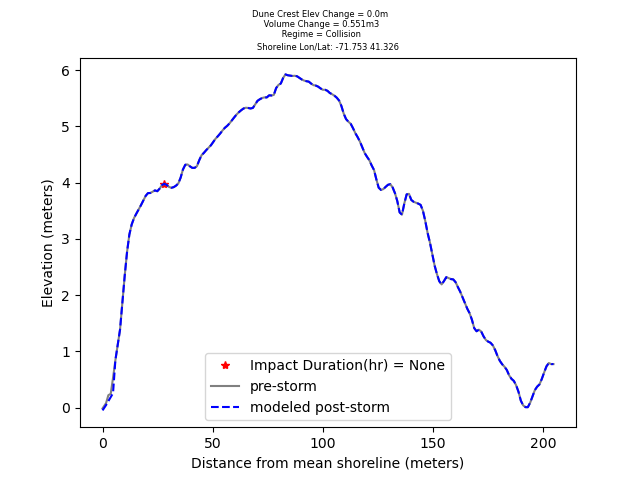 Dune Crest Elev Change = 0.0m
Volume Change = 0.551m3
Regime = Collision
Shoreline Lon/Lat: -71.753 41.326
6
5
4
3
2
1
0
Elevation (meters)
Impact Duration(hr) = None
pre-storm
modeled post-storm
0 50 100 150 200
Distance from mean shoreline (meters)